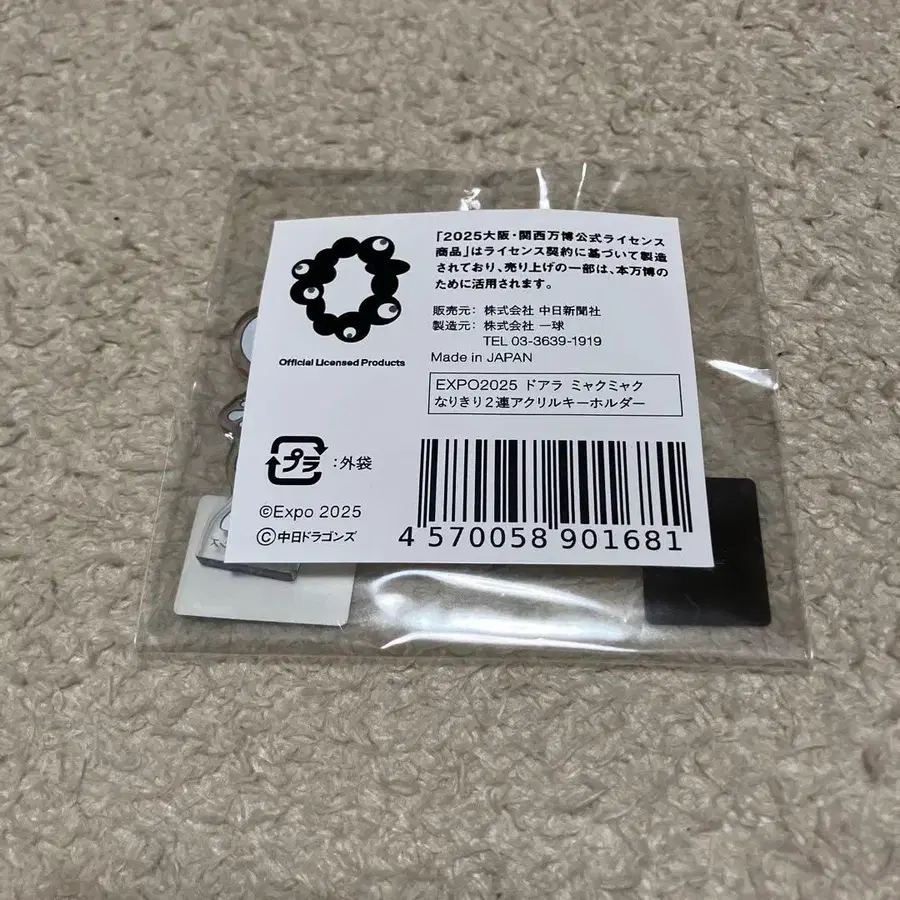 「2025大阪・関西万博公式ライセンス
商品」はライセンス契約に基づいて製造
されており、売り上げの一部は、本万博の
ために活用されます。
Official Licensed Products
販売元： 株式会社 中日新聞社
製造元： 株式会社 一球
TEL 03-3639-1919
Made in JAPAN
EXPO2025 ドアラ ミャクミャク
なりきり2連アクリルキーホルダー
プラ ：外袋
©Expo 2025
©中日ドラゴンズ
4 570058 901681